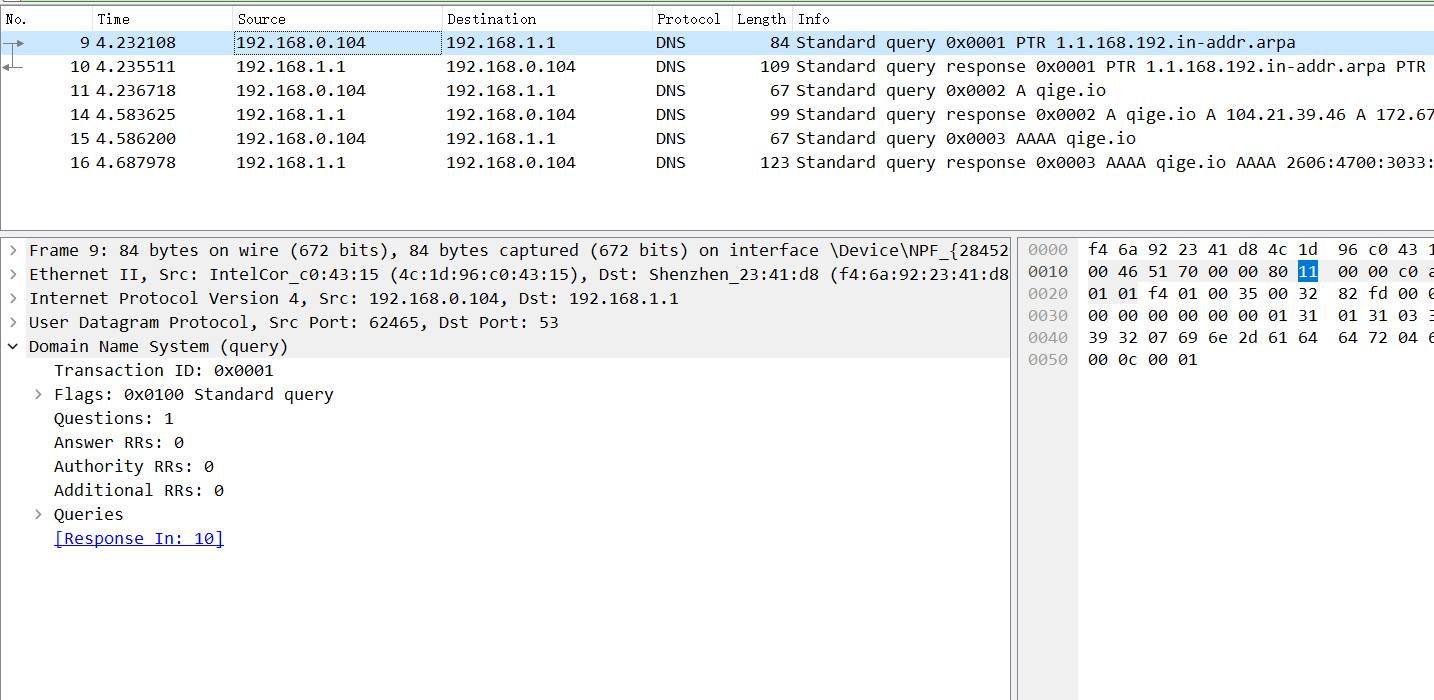 No. Time Source Destination Protocol Length Info
9 4.232108 192.168.0.104 192.168.1.1 DNS 84 Standard query 0x0001 PTR 1.1.168.192.in-addr.arpa
10 4.235511 192.168.1.1 192.168.0.104 DNS 109 Standard query response 0x0001 PTR 1.1.168.192.in-addr.arpa PTR
11 4.236718 192.168.0.104 192.168.1.1 DNS 67 Standard query 0x0002 A qige.io
14 4.583625 192.168.1.1 192.168.0.104 DNS 99 Standard query response 0x0002 A qige.io A 104.21.39.46 A 172.67
15 4.586200 192.168.0.104 192.168.1.1 DNS 67 Standard query 0x0003 AAAA qige.io
16 4.687978 192.168.1.1 192.168.0.104 DNS 123 Standard query response 0x0003 AAAA qige.io AAAA 2606:4700:3033:
Frame 9: 84 bytes on wire (672 bits), 84 bytes captured (672 bits) on interface \Device\NPF_{28452
Ethernet II, Src: IntelCor_c0:43:15 (4c:1d:96:c0:43:15), Dst: Shenzhen_23:41:d8 (f4:6a:92:23:41:d8
Internet Protocol Version 4, Src: 192.168.0.104, Dst: 192.168.1.1
User Datagram Protocol, Src Port: 62465, Dst Port: 53
Domain Name System (query)
Transaction ID: 0x0001
Flags: 0x0100 Standard query
Questions: 1
Answer RRs: 0
Authority RRs: 0
Additional RRs: 0
Queries
[Response In: 10]
0000 f4 6a 92 23 41 d8 4c 1d 96 c0 43 1
0010 00 46 51 70 00 00 80 11 00 00 c0 a
0020 01 01 f4 01 00 35 00 32 82 fd 00 0
0030 00 00 00 00 00 00 01 31 01 31 03 3
0040 39 32 07 69 6e 2d 61 64 64 72 04 6
0050 00 0c 00 01